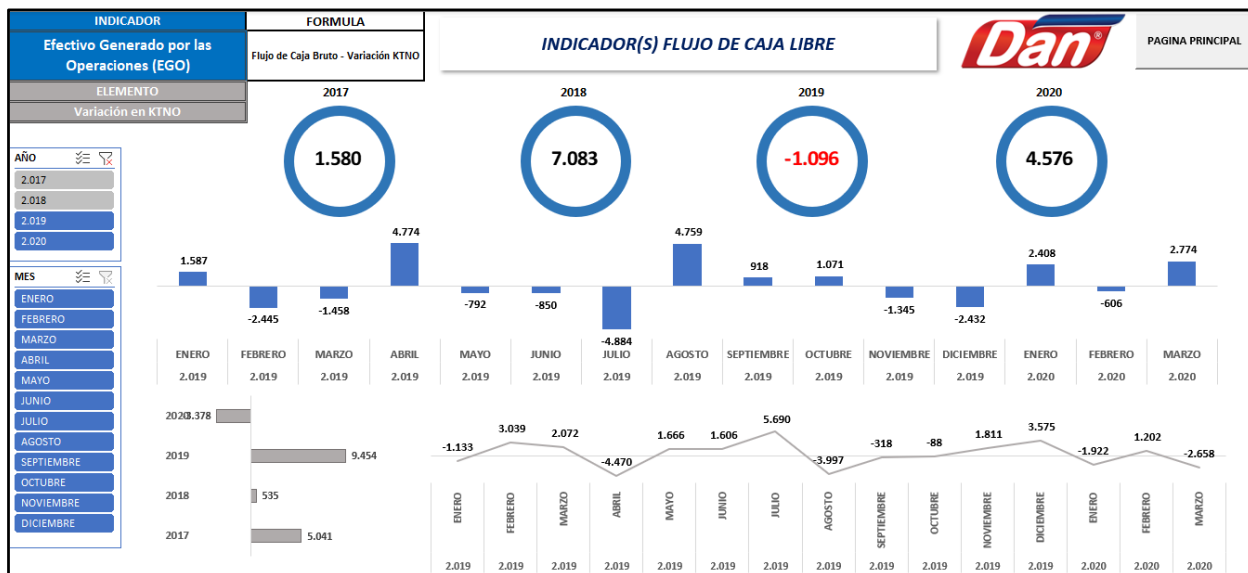 INDICADOR
FORMULA
Efectivo Generado por las
Operaciones (EGO)
Flujo de Caja Bruto - Variación KTNO
INDICADOR(S) FLUJO DE CAJA LIBRE
Dan®
PAGINA PRINCIPAL
ELEMENTO
Variación en KTNO
2017 2018 2019 2020
1.580 7.083 -1.096 4.576
AÑO
2.017
2.018
2.019
2.020
MES
ENERO
FEBRERO
MARZO
ABRIL
MAYO
JUNIO
JULIO
AGOSTO
SEPTIEMBRE
OCTUBRE
NOVIEMBRE
DICIEMBRE
1.587 -2.445 -1.458 4.774 -792 -850 -4.884 4.759 918 1.071 -1.345 -2.432 2.408 -606 2.774
ENERO FEBRERO MARZO ABRIL MAYO JUNIO JULIO AGOSTO SEPTIEMBRE OCTUBRE NOVIEMBRE DICIEMBRE ENERO FEBRERO MARZO
2.019 2.019 2.019 2.019 2.019 2.019 2.019 2.019 2.019 2.019 2.019 2.019 2.020 2.020 2.020
2020 3.378
2019 9.454
2018 535
2017 5.041
-1.133 3.039 2.072 -4.470 1.666 1.606 5.690 -3.997 -318 -88 1.811 3.575 -1.922 1.202 -2.658
ENERO FEBRERO MARZO ABRIL MAYO JUNIO JULIO AGOSTO SEPTIEMBRE OCTUBRE NOVIEMBRE DICIEMBRE ENERO FEBRERO MARZO
2.019 2.019 2.019 2.019 2.019 2.019 2.019 2.019 2.019 2.019 2.019 2.019 2.020 2.020 2.020